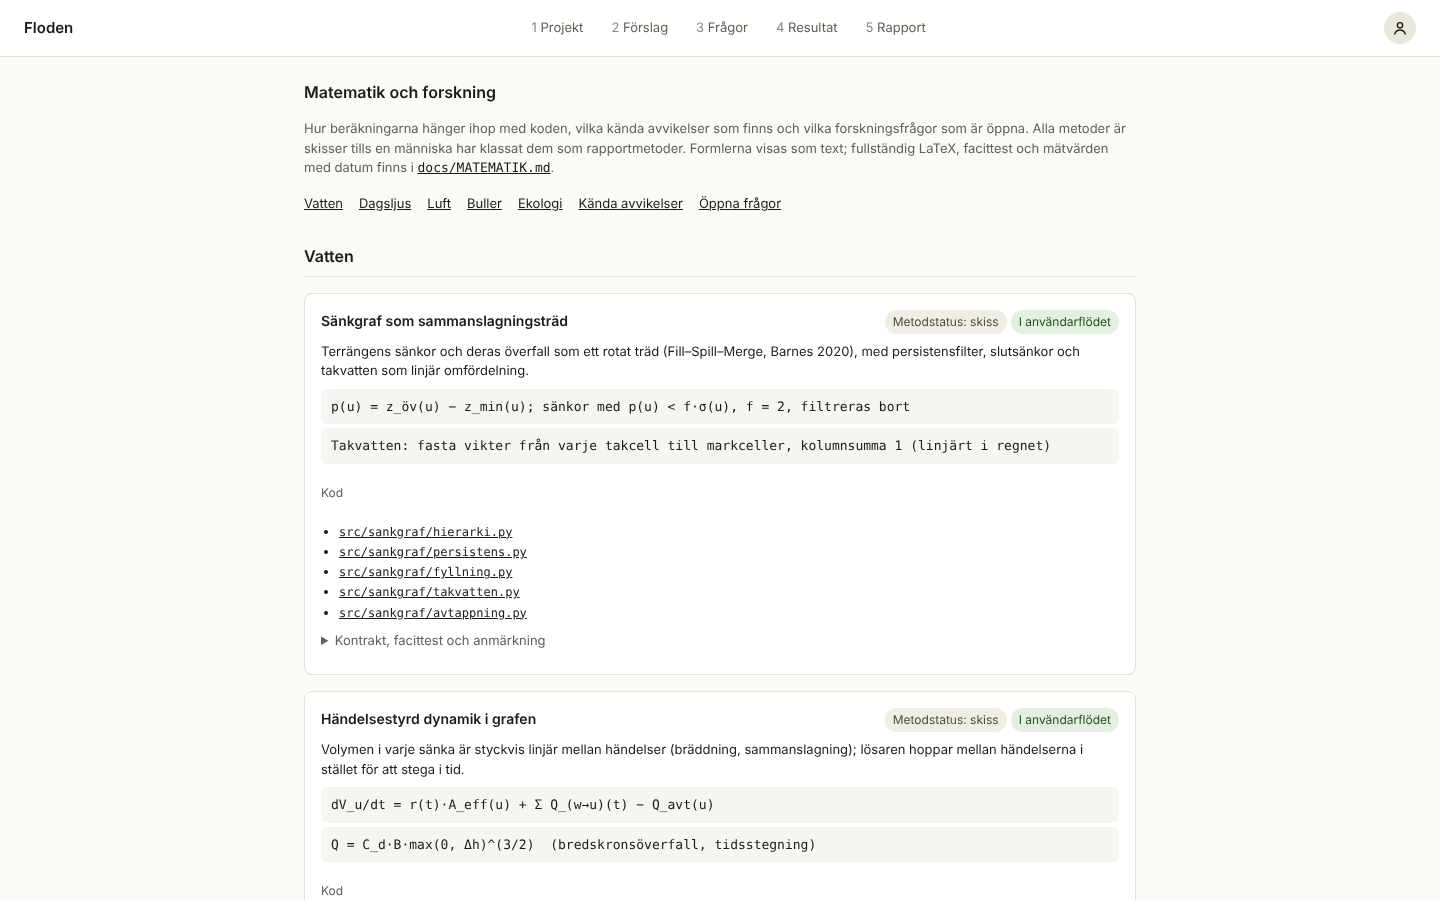 Floden
1 Projekt
2 Förslag
3 Frågor
4 Resultat
5 Rapport
Matematik och forskning
Hur beräkningarna hänger ihop med koden, vilka kända avvikelser som finns och vilka forskningsfrågor som är öppna. Alla metoder är
skisser tills en människa har klassat dem som rapportmetoder. Formlerna visas som text; fullständig LaTeX, facittest och mätvärden
med datum finns i docs/MATEMATIK.md.
Vatten Dagsljus Luft Buller Ekologi Kända avvikelser Öppna frågor
Vatten
Sänkgraf som sammanslagningsträd
Metodstatus: skiss
I användarflödet
Terrängens sänkor och deras överfall som ett rotat träd (Fill–Spill–Merge, Barnes 2020), med persistensfilter, slutsänkor och
takvatten som linjär omfördelning.
p(u) = z_öv(u) − z_min(u); sänkor med p(u) < f·σ(u), f = 2, filtreras bort
Takvatten: fasta vikter från varje takcell till markceller, kolumnsumma 1 (linjärt i regnet)
Kod
• src/sankgraf/hierarki.py
• src/sankgraf/persistens.py
• src/sankgraf/fyllning.py
• src/sankgraf/takvatten.py
• src/sankgraf/avtappning.py
▶ Kontrakt, facittest och anmärkning
Händelsestyrd dynamik i grafen
Metodstatus: skiss
I användarflödet
Volymen i varje sänka är styckvis linjär mellan händelser (bräddning, sammanslagning); lösaren hoppar mellan händelserna i
stället för att stega i tid.
dV_u/dt = r(t)·A_eff(u) + Σ Q_(w→u)(t) − Q_avt(u)
Q = C_d·B·max(0, Δh)^(3/2)  (bredskronsöverfall, tidsstegning)
Kod